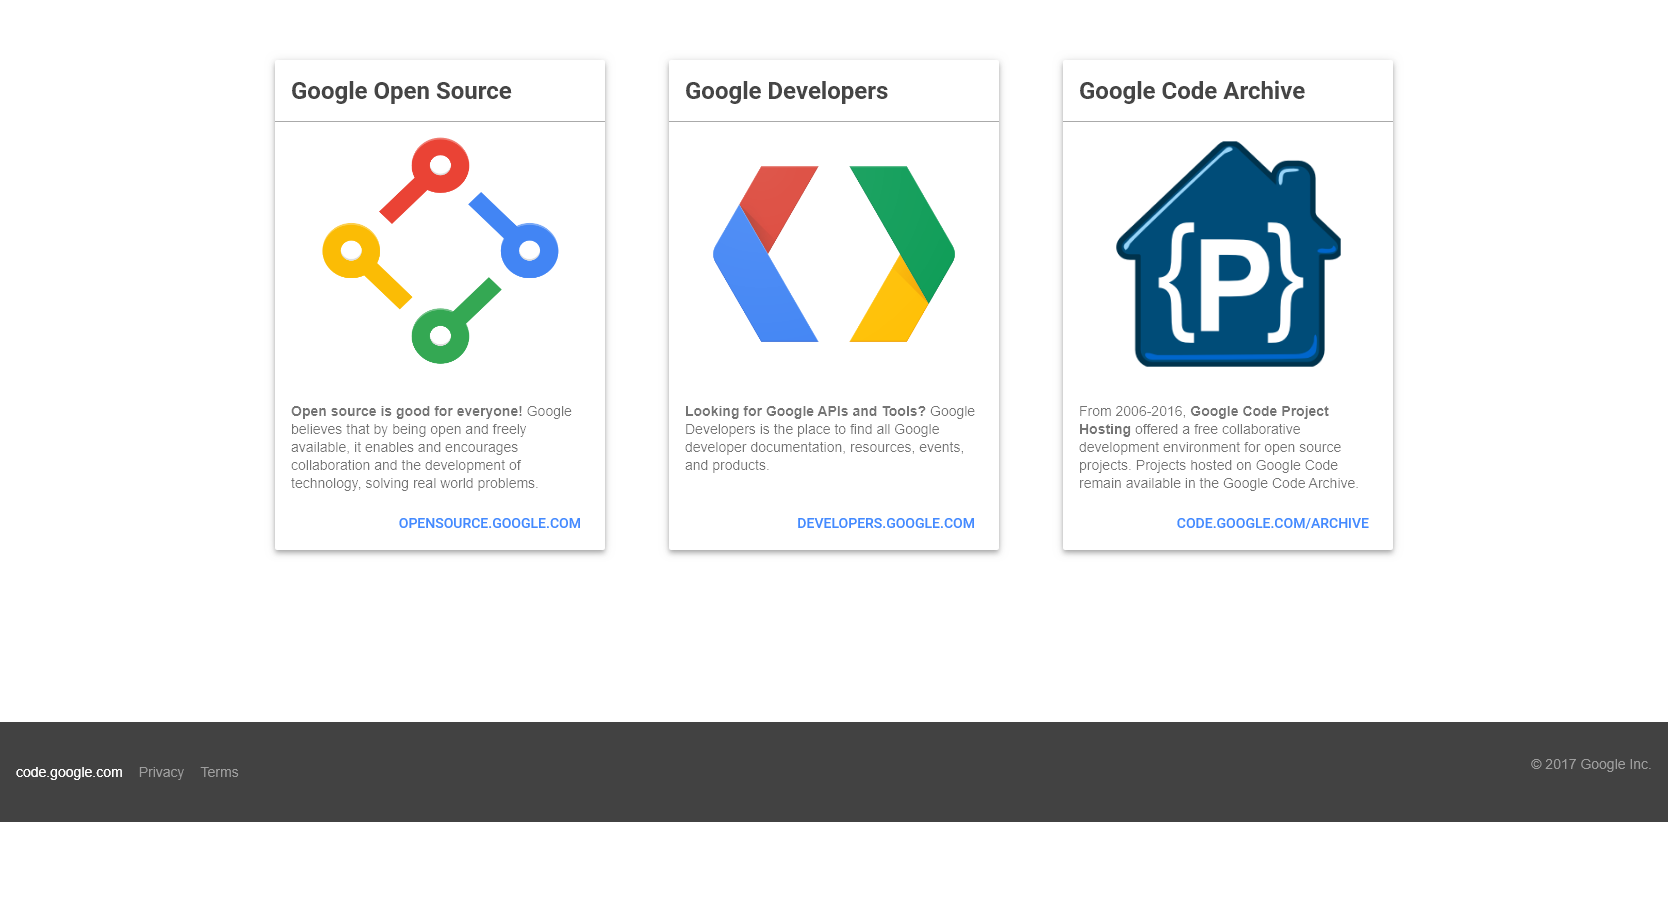 Google Open Source
Open source is good for everyone! Google
believes that by being open and freely
available, it enables and encourages
collaboration and the development of
technology, solving real world problems.
OPENSOURCE.GOOGLE.COM
Google Developers
Looking for Google APIs and Tools? Google
Developers is the place to find all Google
developer documentation, resources, events,
and products.
DEVELOPERS.GOOGLE.COM
Google Code Archive
{P}
From 2006-2016, Google Code Project
Hosting offered a free collaborative
development environment for open source
projects. Projects hosted on Google Code
remain available in the Google Code Archive.
CODE.GOOGLE.COM/ARCHIVE
code.google.com Privacy Terms
© 2017 Google Inc.